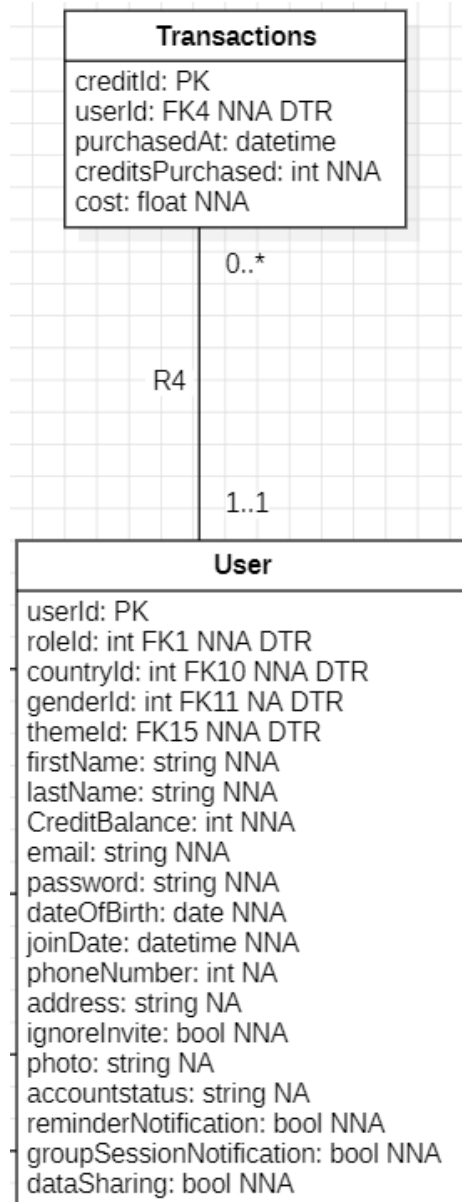 Transactions
creditId: PK
userId: FK4 NNA DTR
purchasedAt: datetime
creditsPurchased: int NNA
cost: float NNA
0..*
R4
1..1
User
userId: PK
roleId: int FK1 NNA DTR
countryId: int FK10 NNA DTR
genderId: int FK11 NA DTR
themeId: FK15 NNA DTR
firstName: string NNA
lastName: string NNA
CreditBalance: int NNA
email: string NNA
password: string NNA
dateOfBirth: date NNA
joinDate: datetime NNA
phoneNumber: int NA
address: string NA
ignoreInvite: bool NNA
photo: string NA
accountstatus: string NA
reminderNotification: bool NNA
groupSessionNotification: bool NNA
dataSharing: bool NNA